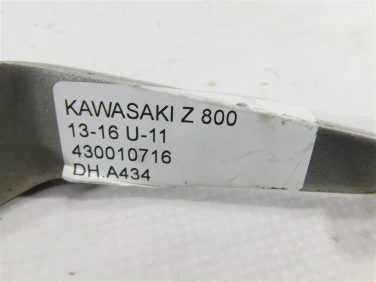 KAWASAKI Z 800
13-16 U-11
430010716
DH.A434